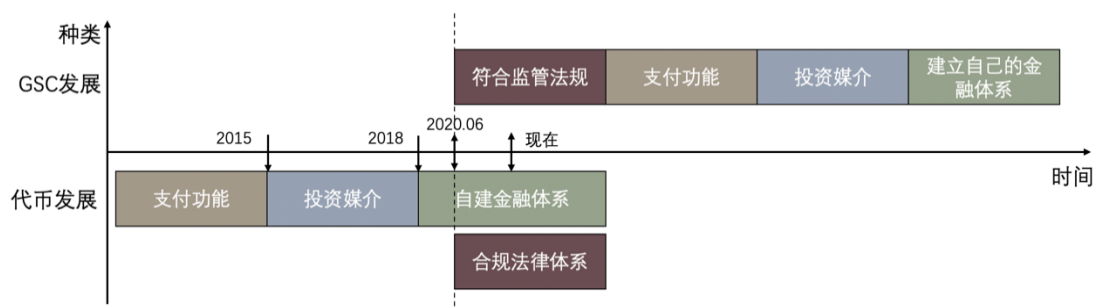 种类
GSC发展
符合监管法规
支付功能
投资媒介
建立自己的金
融体系
2015
2018
2020.06
现在
时间
代币发展
支付功能
投资媒介
自建金融体系
合规法律体系